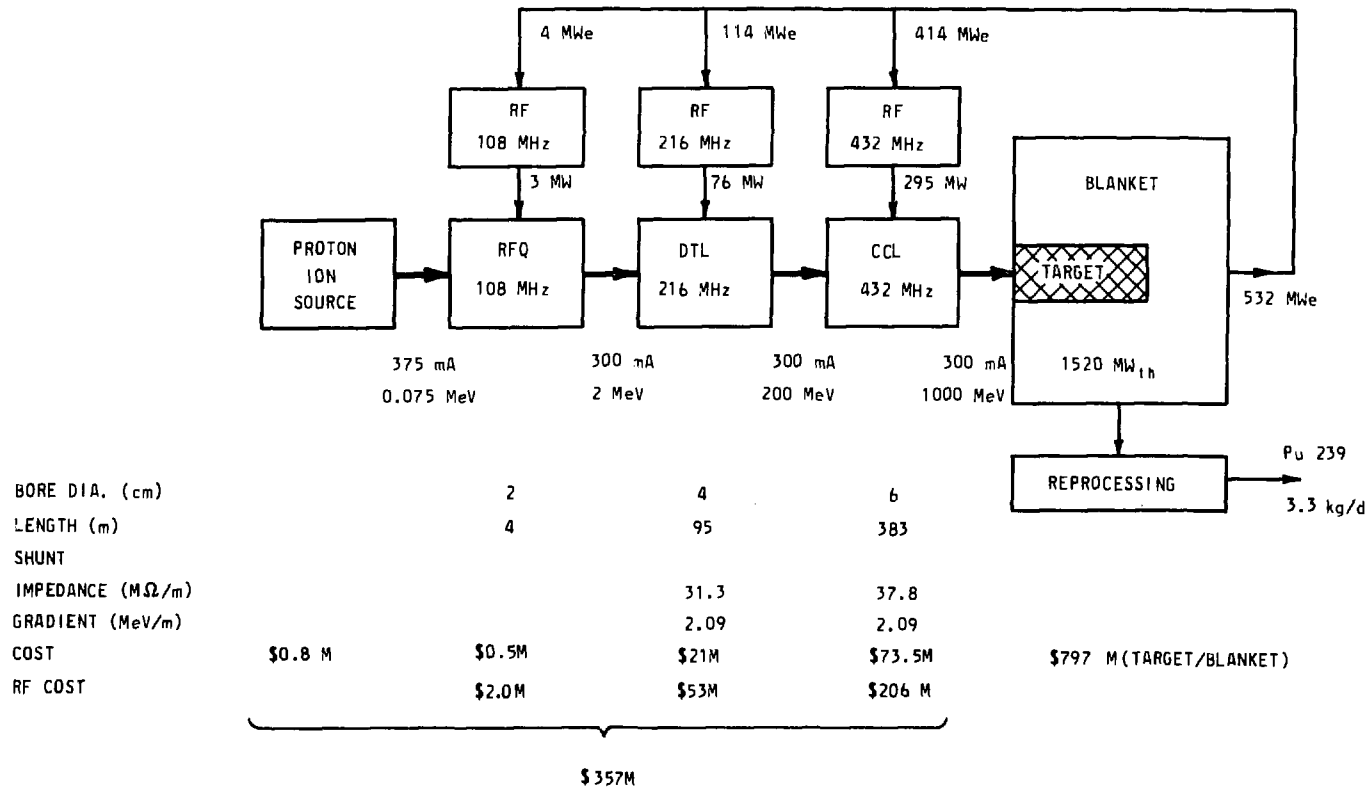 4 MWe 114 MWe 414 MWe
RF RF RF
108 MHz 216 MHz 432 MHz
BLANKET
3 MW 76 MW 295 MW
PROTON
ION
SOURCE
RFQ
108 MHz
DTL
216 MHz
CCL
432 MHz
TARGET
532 MWe
375 mA 300 mA 300 mA 300 mA
0.075 MeV 2 MeV 200 MeV 1000 MeV
1520 MWth
REPROCESSING
Pu 239
3.3 kg/d
BORE DIA. (cm) 2 4 6
LENGTH (m) 4 95 383
SHUNT
IMPEDANCE (MΩ/m) 31.3 37.8
GRADIENT (MeV/m) 2.09 2.09
COST $0.8 M $0.5M $21M $73.5M $797 M(TARGET/BLANKET)
RF COST $2.0M $53M $206 M
$357M